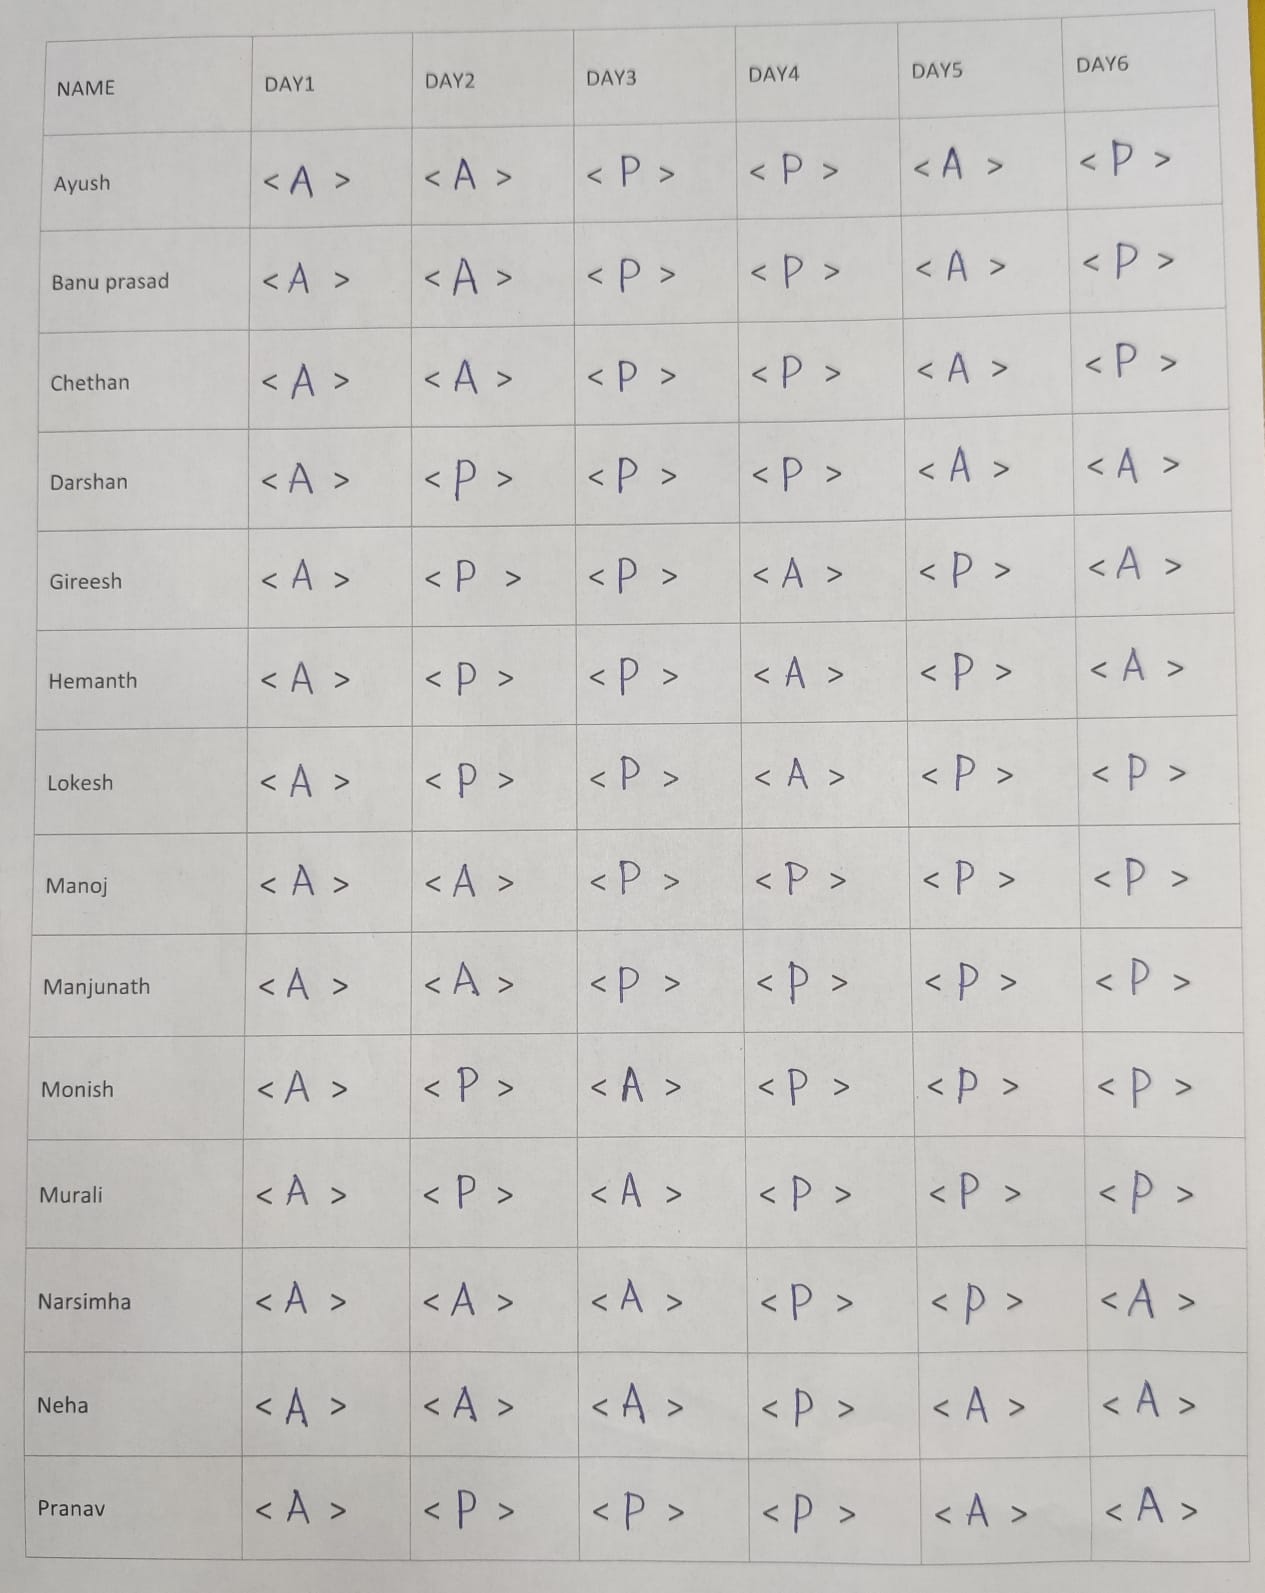 NAME DAY1 DAY2 DAY3 DAY4 DAY5 DAY6
Ayush < A > < A > < P > < P > < A > < P >
Banu prasad < A > < A > < P > < P > < A > < P >
Chethan < A > < A > < P > < P > < A > < P >
Darshan < A > < P > < P > < P > < A > < A >
Gireesh < A > < P > < P > < A > < P > < A >
Hemanth < A > < P > < P > < A > < P > < A >
Lokesh < A > < P > < P > < A > < P > < P >
Manoj < A > < A > < P > < P > < P > < P >
Manjunath < A > < A > < P > < P > < P > < P >
Monish < A > < P > < A > < P > < P > < P >
Murali < A > < P > < A > < P > < P > < P >
Narsimha < A > < A > < A > < P > < P > < A >
Neha < A > < A > < A > < P > < A > < A >
Pranav < A > < P > < P > < P > < A > < A >